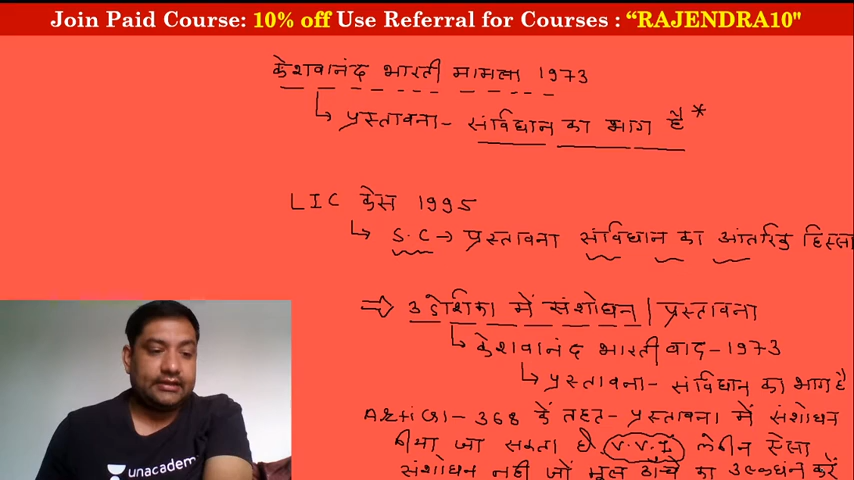 Join Paid Course: 10% off Use Referral for Courses : “RAJENDRA10"
केशवानंद भारती मामला 1973
प्रस्तावना- संविधान का भाग है *
LIC केस 1995
S.C → प्रस्तावना संविधान का आंतरिक हिस्सा
⇒ उद्देशिका में संशोधन | प्रस्तावना
केशवानंद भारती वाद-1973
प्रस्तावना- संविधान का भाग है
368 के तहत- प्रस्तावना में संशोधन
किया जा सकता है V.V.I लेकिन ऐसा
संशोधन नहीं जो मूल ढाँचे का उल्लंघन करें
unacadem